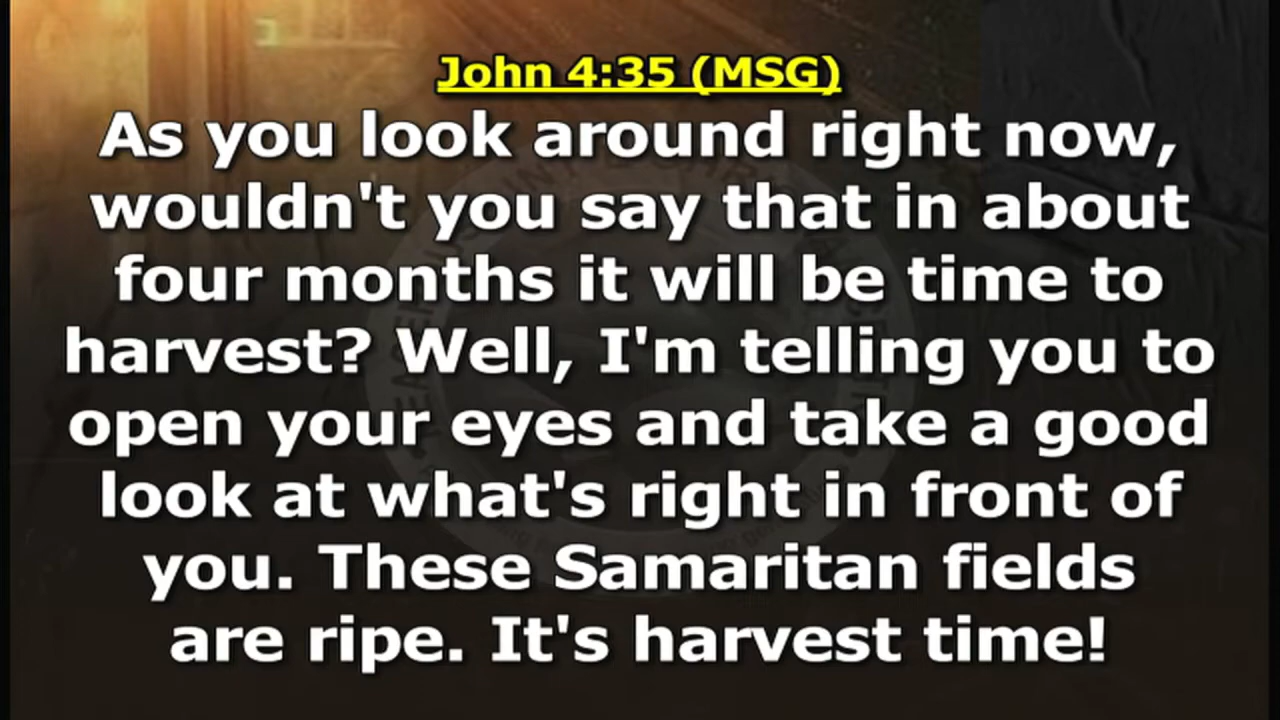 John 4:35 (MSG)
As you look around right now,
wouldn't you say that in about
four months it will be time to
harvest? Well, I'm telling you to
open your eyes and take a good
look at what's right in front of
you. These Samaritan fields
are ripe. It's harvest time!